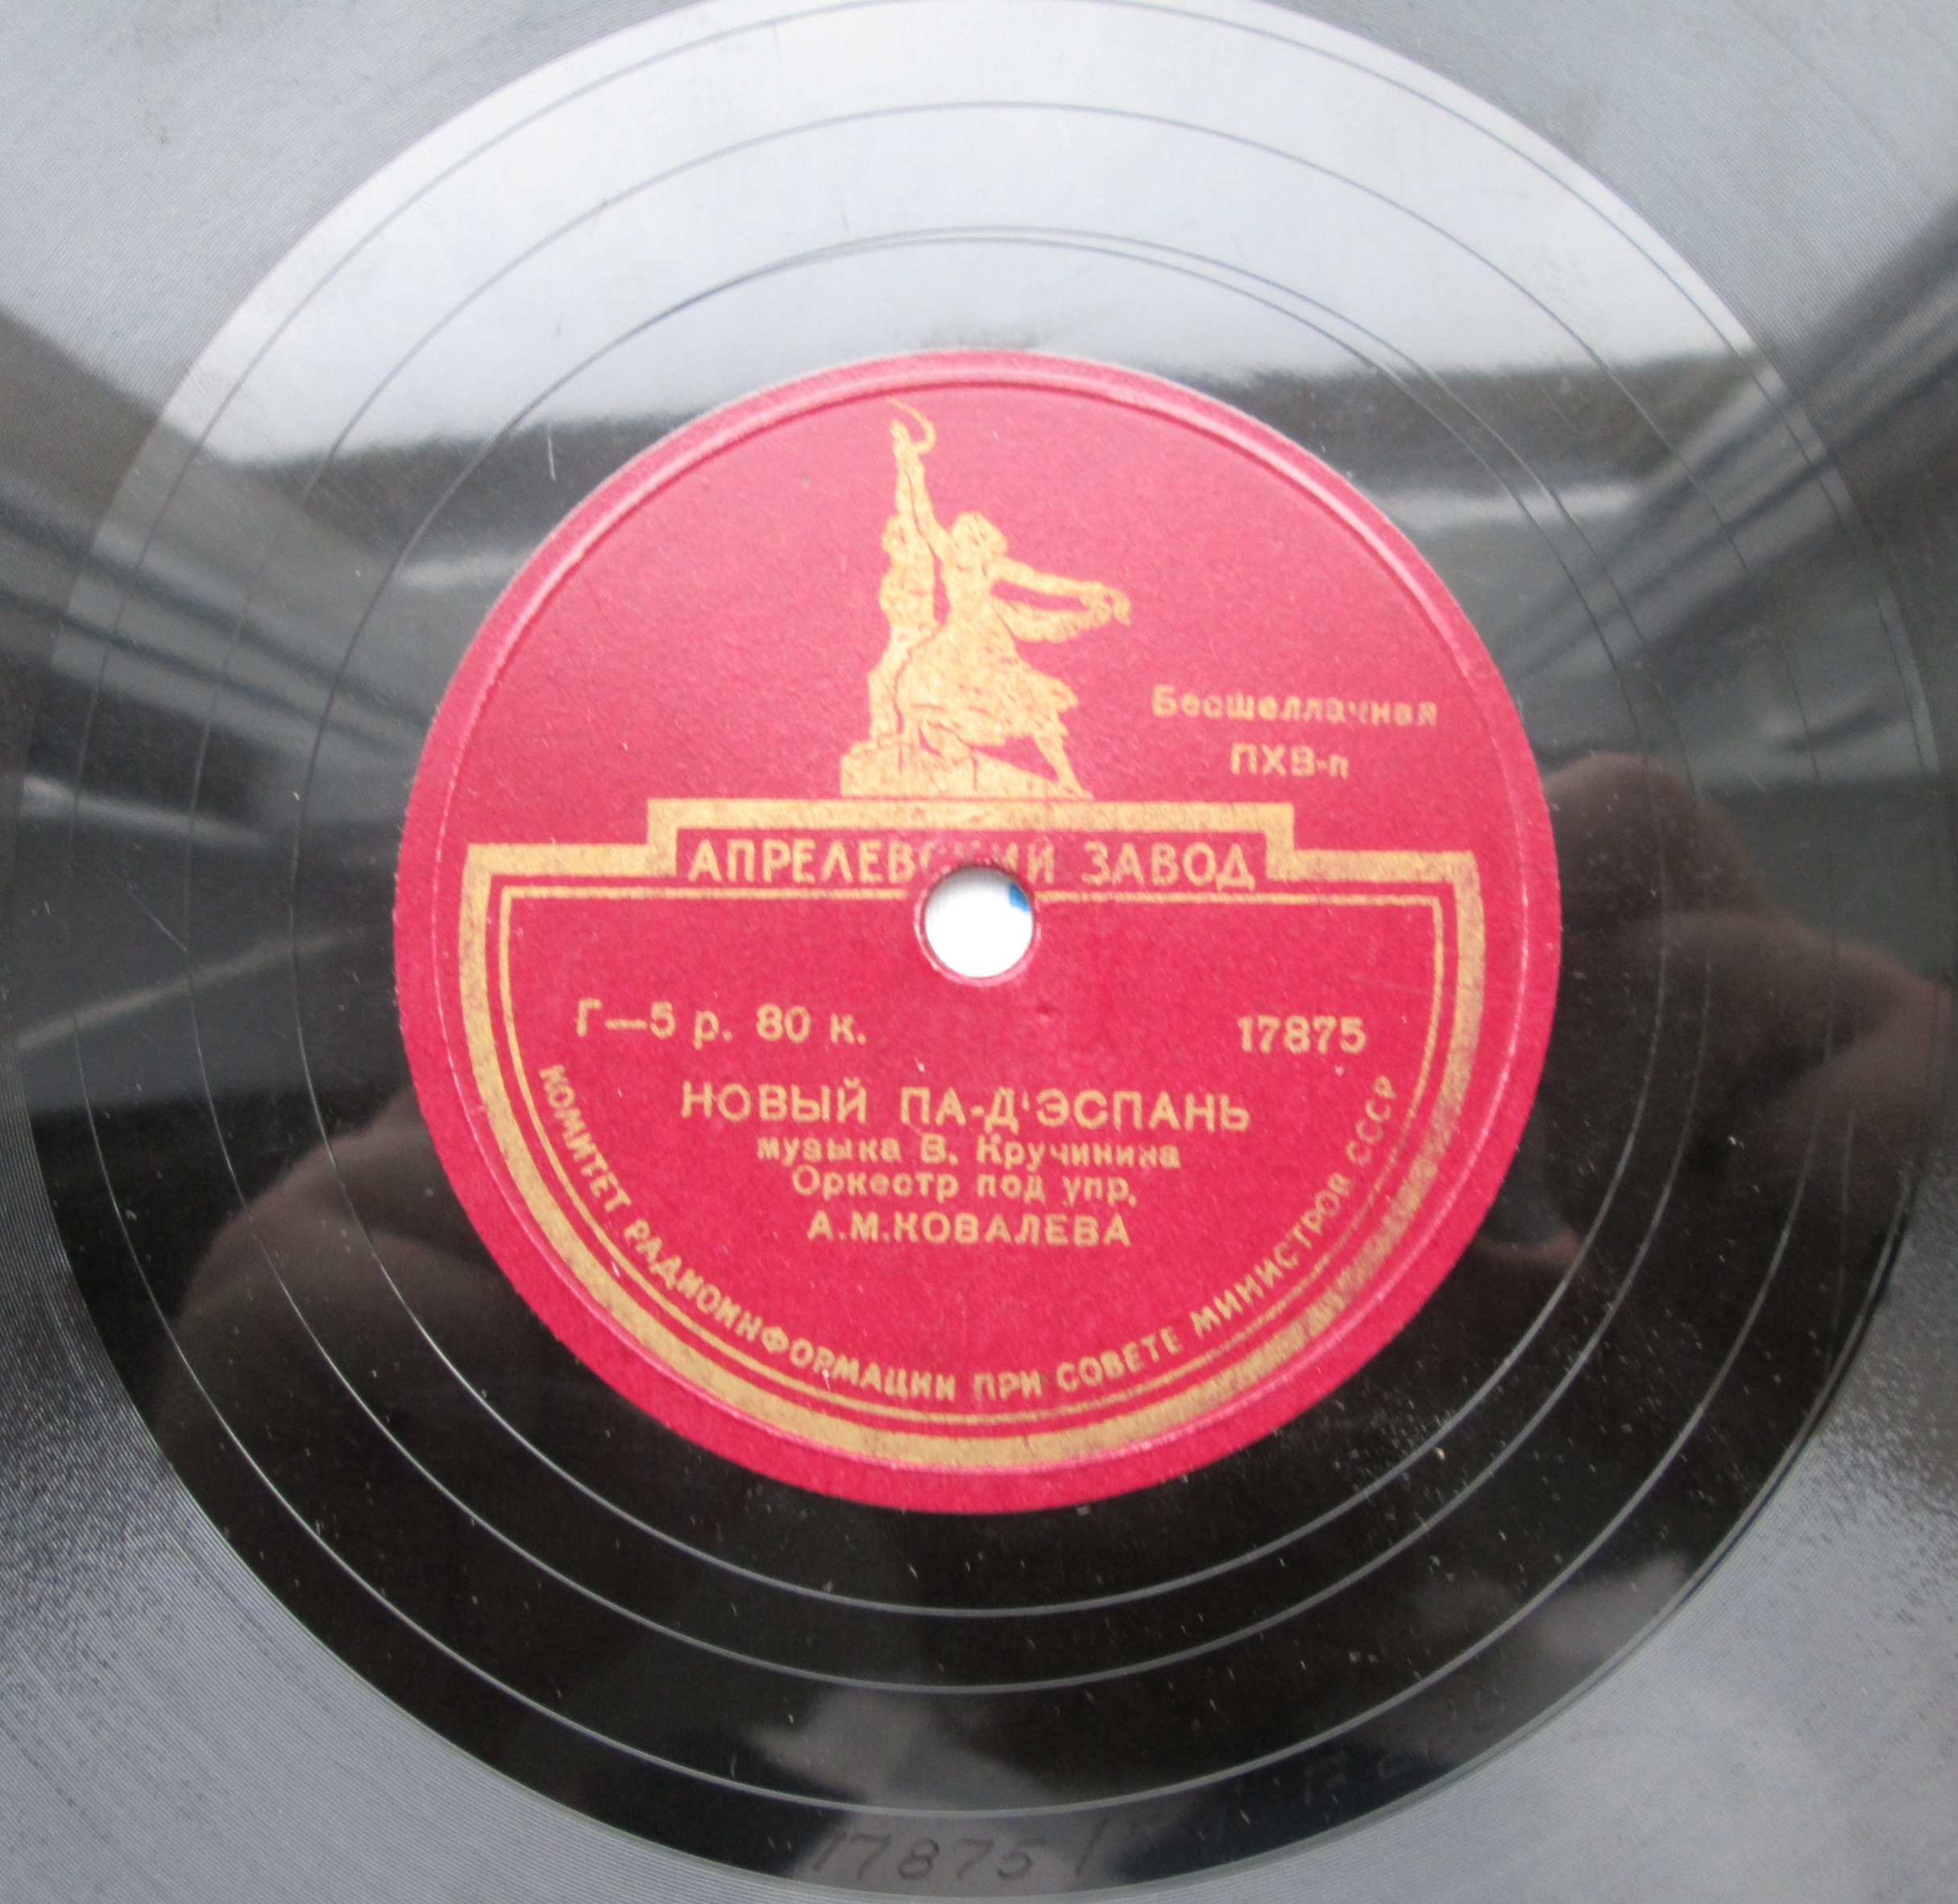 Бесшеллачная
ПХВ-п
АПРЕЛЕВСКИЙ ЗАВОД
Г—5 р. 80 к.
17875
НОВЫЙ ПА-Д'ЭСПАНЬ
музыка В. Кручинина
Оркестр под упр.
А.М.КОВАЛЕВА
КОМИТЕТ РАДИОИНФОРМАЦИИ ПРИ СОВЕТЕ МИНИСТРОВ СССР
17875